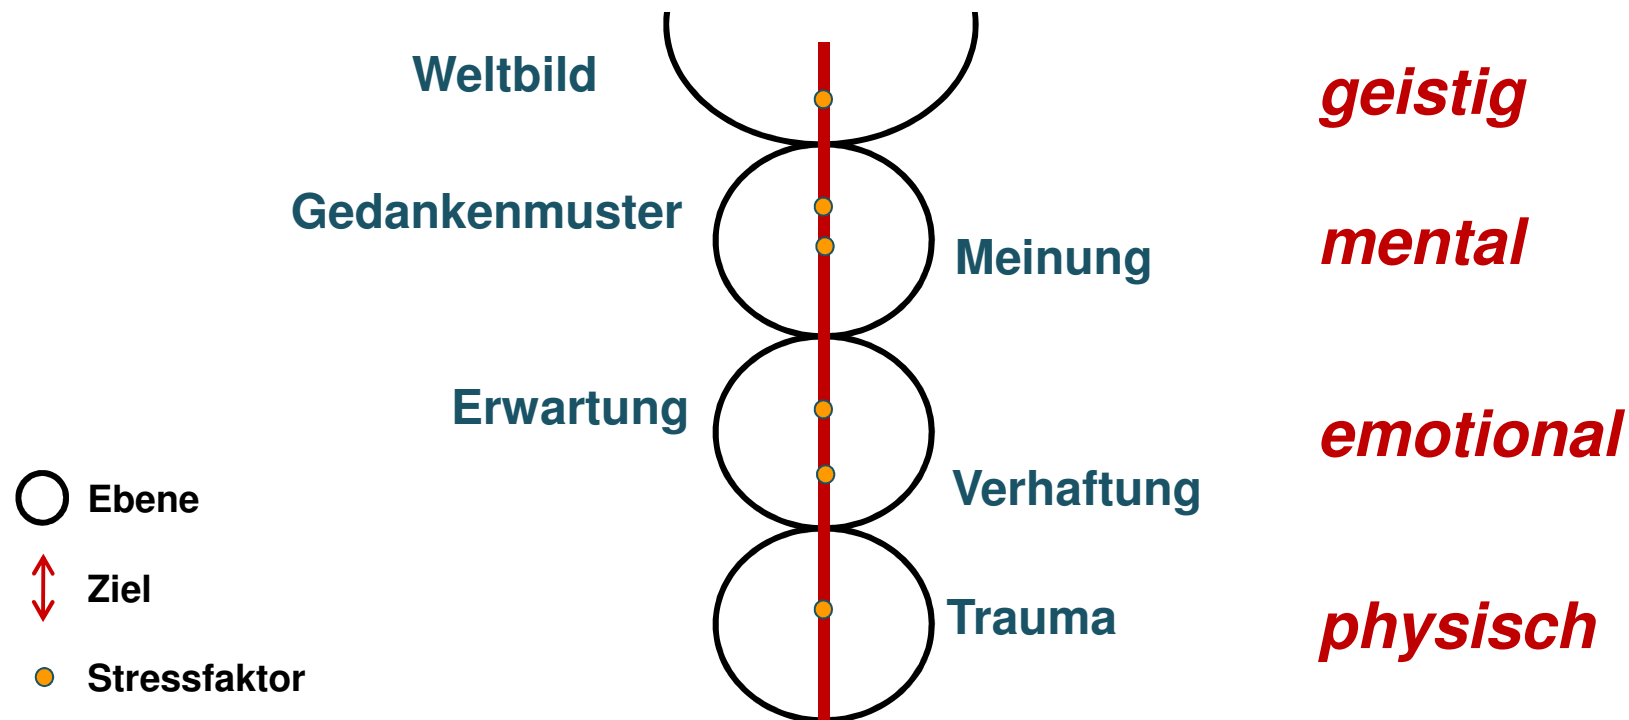 Weltbild
geistig
Gedankenmuster
mental
Meinung
Erwartung
emotional
Verhaftung
Ebene
Ziel
Trauma
physisch
Stressfaktor